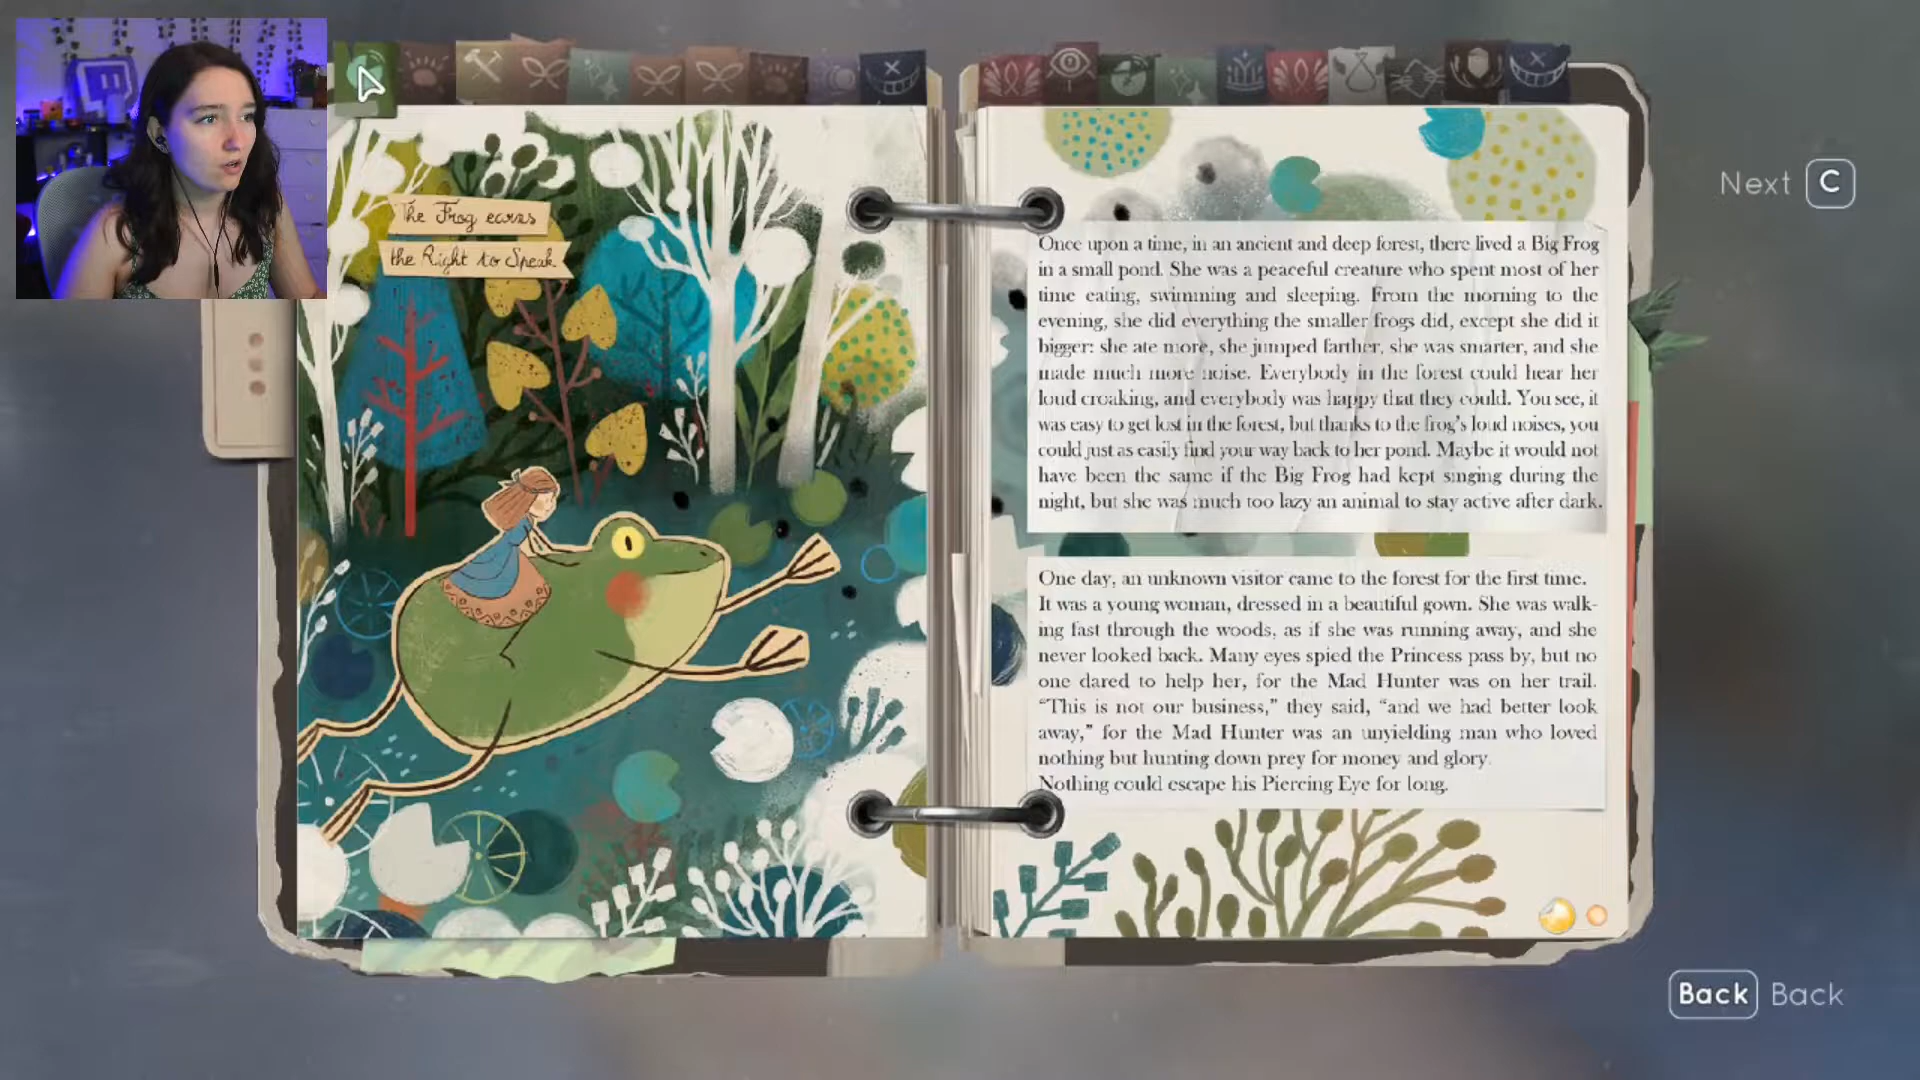 The Frog earns
the Right to Speak
Once upon a time, in an ancient and deep forest, there lived a Big Frog
in a small pond. She was a peaceful creature who spent most of her
time eating, swimming and sleeping. From the morning to the
evening, she did everything the smaller frogs did, except she did it
bigger: she ate more, she jumped farther, she was smarter, and she
made much more noise. Everybody in the forest could hear her
loud croaking, and everybody was happy that they could. You see, it
was easy to get lost in the forest, but thanks to the frog's loud noises, you
could just as easily find your way back to her pond. Maybe it would not
have been the same if the Big Frog had kept singing during the
night, but she was much too lazy an animal to stay active after dark.
One day, an unknown visitor came to the forest for the first time.
It was a young woman, dressed in a beautiful gown. She was walk-
ing fast through the woods, as if she was running away, and she
never looked back. Many eyes spied the Princess pass by, but no
one dared to help her, for the Mad Hunter was on her trail.
“This is not our business,” they said, “and we had better look
away,” for the Mad Hunter was an unyielding man who loved
nothing but hunting down prey for money and glory.
Nothing could escape his Piercing Eye for long.
Next C
Back Back